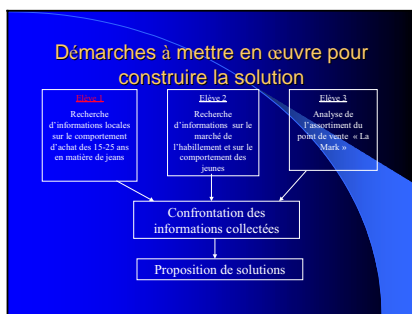 Démarches à mettre en œuvre pour
construire la solution
Elève 1
Recherche
d'informations locales
sur le comportement
d'achat des 15-25 ans
en matière de jeans
Elève 2
Recherche
d'informations sur le
marché de
l'habillement et sur le
comportement des
jeunes
Elève 3
Analyse de
l'assortiment du
point de vente « La
Mark »
Confrontation des
informations collectées
Proposition de solutions